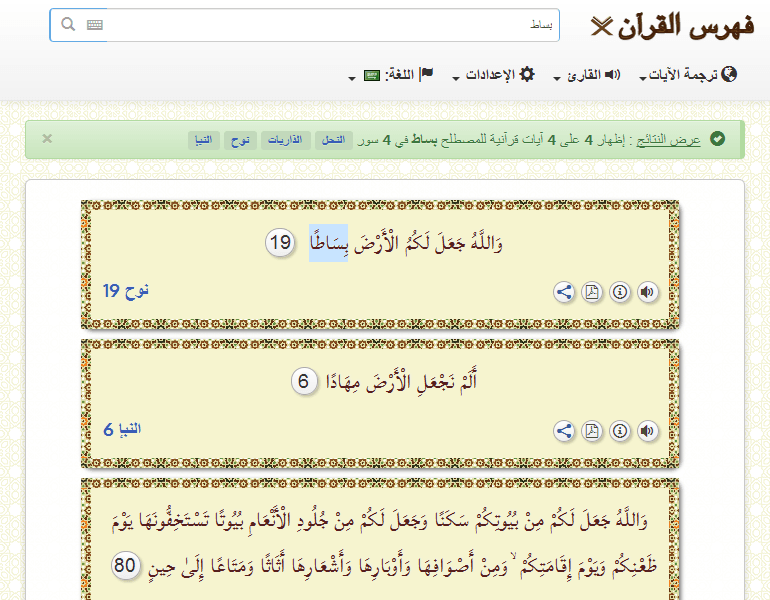 فهرس القرآن
بساط
ترجمة الآيات
القارئ
الإعدادات
اللغة:
عرض النتائج : إظهار 4 على 4 آيات قرآنية للمصطلح بساط في 4 سور النحل الذاريات نوح النبإ
وَاللَّهُ جَعَلَ لَكُمُ الْأَرْضَ بِسَاطًا 19
نوح 19
أَلَمْ نَجْعَلِ الْأَرْضَ مِهَادًا 6
النبإ 6
وَاللَّهُ جَعَلَ لَكُمْ مِنْ بُيُوتِكُمْ سَكَنًا وَجَعَلَ لَكُمْ مِنْ جُلُودِ الْأَنْعَامِ بُيُوتًا تَسْتَخِفُّونَهَا يَوْمَ
ظَعْنِكُمْ وَيَوْمَ إِقَامَتِكُمْ ۙ وَمِنْ أَصْوَافِهَا وَأَوْبَارِهَا وَأَشْعَارِهَا أَثَاثًا وَمَتَاعًا إِلَىٰ حِينٍ 80